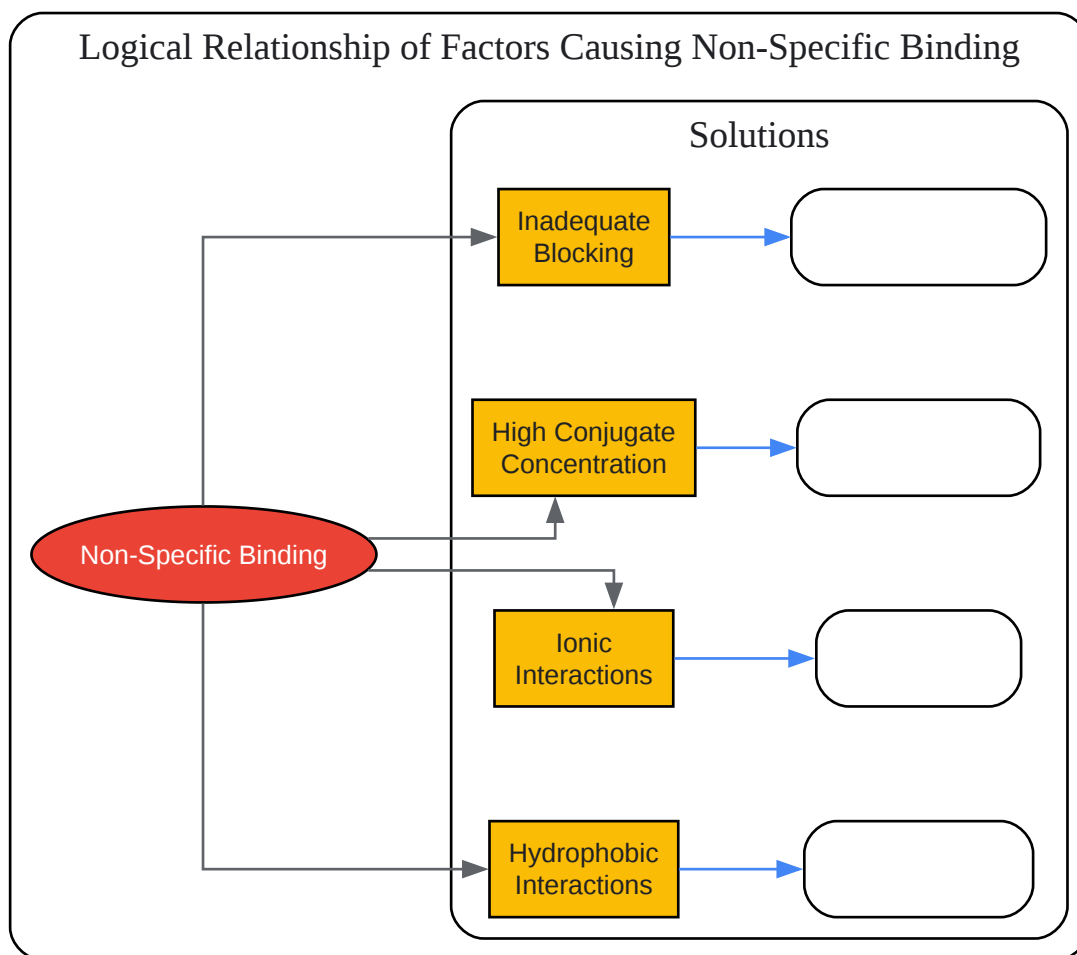 Logical Relationship of Factors Causing Non-Specific Binding
Solutions
Inadequate
Blocking
High Conjugate
Concentration
Non-Specific Binding
Ionic
Interactions
Hydrophobic
Interactions